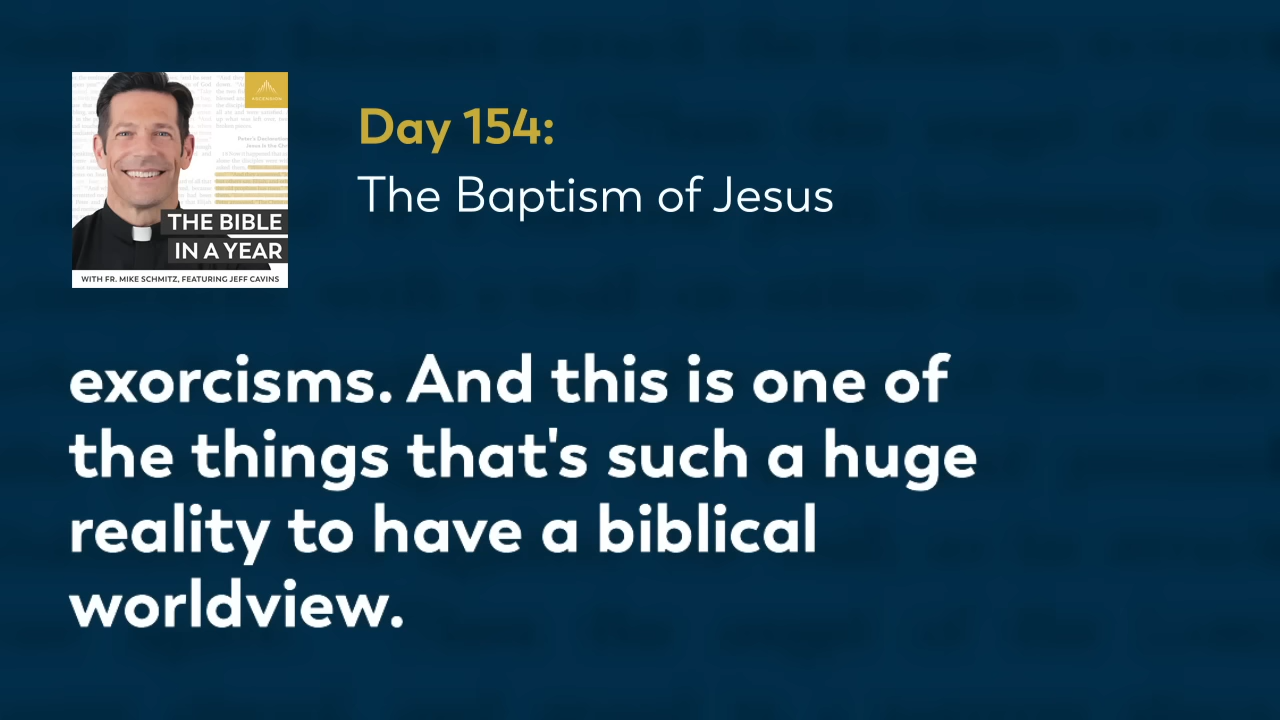 ASCENSION
THE BIBLE
IN A YEAR
WITH FR. MIKE SCHMITZ, FEATURING JEFF CAVINS
Day 154:
The Baptism of Jesus
exorcisms. And this is one of
the things that's such a huge
reality to have a biblical
worldview.